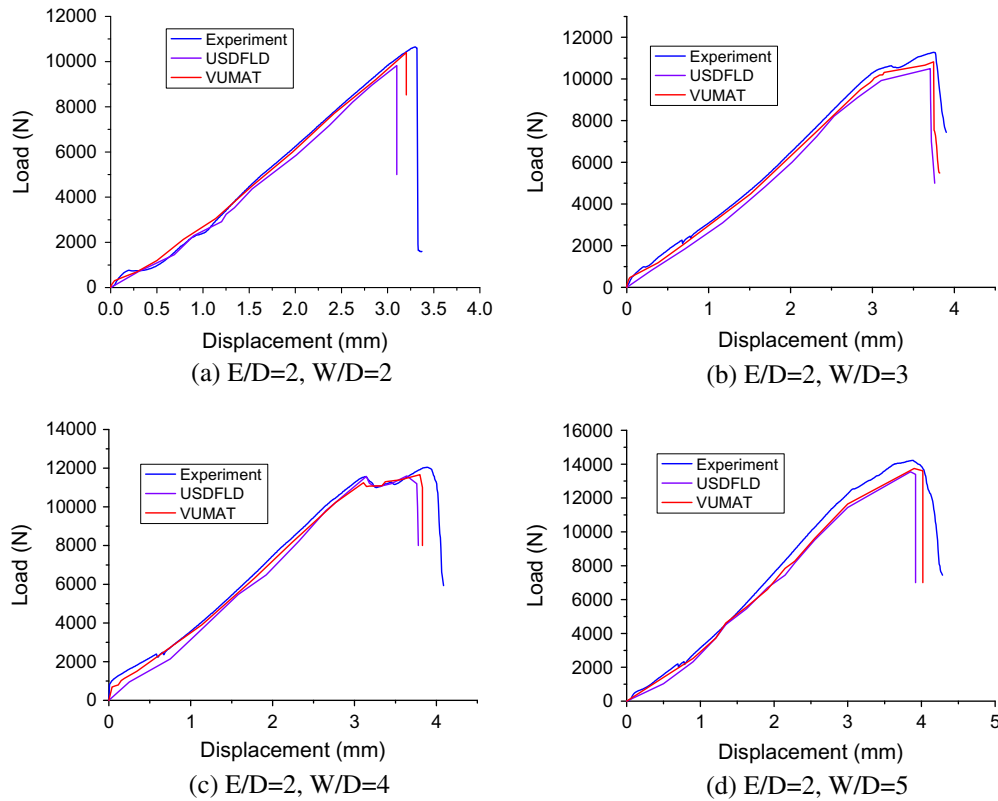 12000
10000
8000
6000
4000
2000
0
Load (N)
Experiment
USDFLD
VUMAT
0.0 0.5 1.0 1.5 2.0 2.5 3.0 3.5 4.0
Displacement (mm)
(a) E/D=2, W/D=2
12000
10000
8000
6000
4000
2000
0
Load (N)
Experiment
USDFLD
VUMAT
0 1 2 3 4
Displacement (mm)
(b) E/D=2, W/D=3
14000
12000
10000
8000
6000
4000
2000
0
Load (N)
Experiment
USDFLD
VUMAT
0 1 2 3 4
Displacement (mm)
(c) E/D=2, W/D=4
16000
14000
12000
10000
8000
6000
4000
2000
0
Load (N)
Experiment
USDFLD
VUMAT
0 1 2 3 4 5
Displacement (mm)
(d) E/D=2, W/D=5